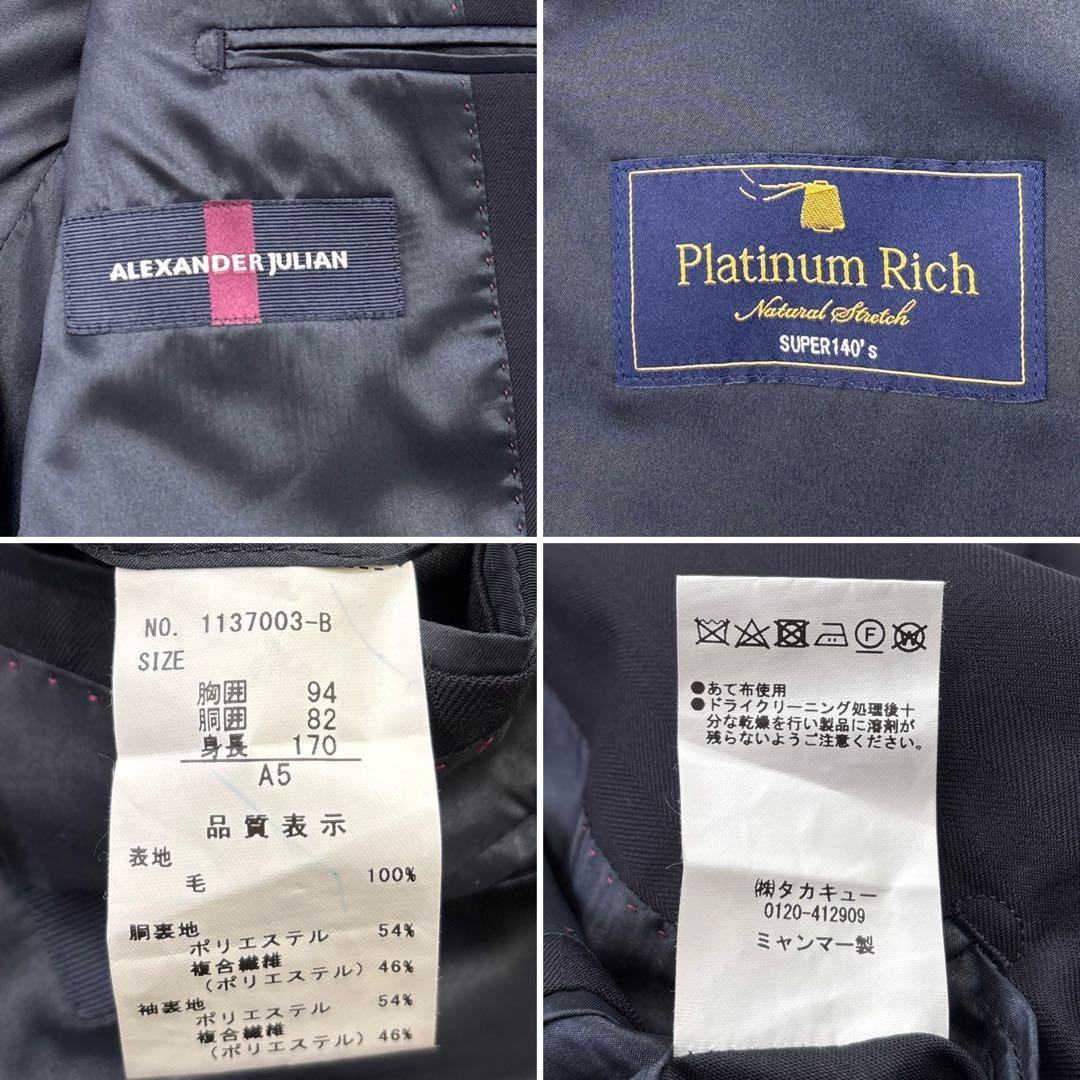 ALEXANDER JULIAN
Platinum Rich
Natural Stretch
SUPER140's
NO. 1137003-B
SIZE
胸囲 94
胴囲 82
身長 170
A5
品質表示
表地
毛 100%
胴裏地
ポリエステル 54%
複合繊維
(ポリエステル) 46%
袖裏地
ポリエステル 54%
複合繊維
(ポリエステル) 46%
F W
●あて布使用
●ドライクリーニング処理後十
分な乾燥を行い製品に溶剤が
残らないようご注意ください。
㈱タカキュー
0120-412909
ミャンマー製